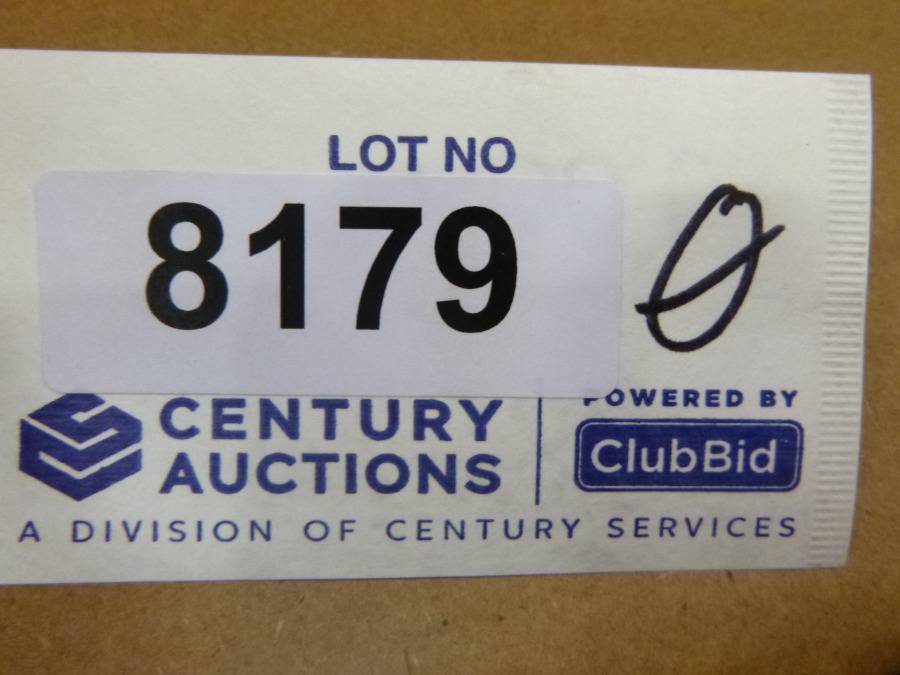 LOT NO
8179
CENTURY
AUCTIONS
POWERED BY
ClubBid
A DIVISION OF CENTURY SERVICES